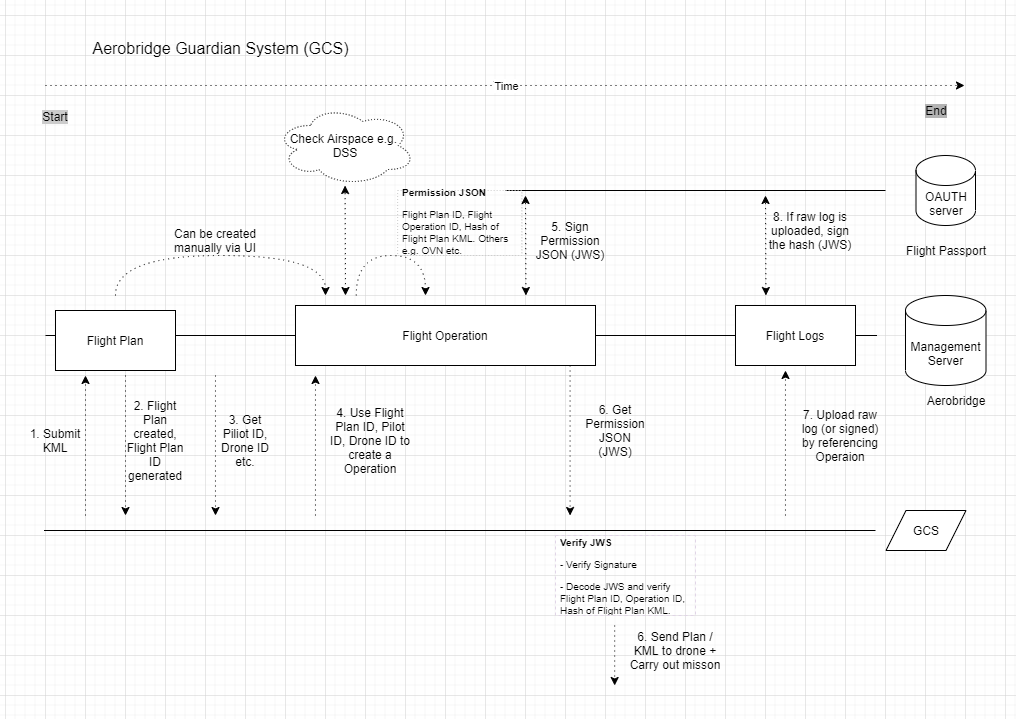 Aerobridge Guardian System (GCS)
Time
Start
End
Check Airspace e.g.
DSS
Permission JSON
Flight Plan ID, Flight
Operation ID, Hash of
Flight Plan KML. Others
e.g. OVN etc.
OAUTH
server
Flight Passport
Can be created
manually via UI
5. Sign
Permission
JSON (JWS)
8. If raw log is
uploaded, sign
the hash (JWS)
Flight Plan
Flight Operation
Flight Logs
Management
Server
Aerobridge
1. Submit
KML
2. Flight
Plan
created,
Flight Plan
ID
generated
3. Get
Piliot ID,
Drone ID
etc.
4. Use Flight
Plan ID, Pilot
ID, Drone ID to
create a
Operation
6. Get
Permission
JSON
(JWS)
7. Upload raw
log (or signed)
by referencing
Operaion
GCS
Verify JWS
- Verify Signature
- Decode JWS and verify
Flight Plan ID, Operation ID,
Hash of Flight Plan KML.
6. Send Plan /
KML to drone +
Carry out misson